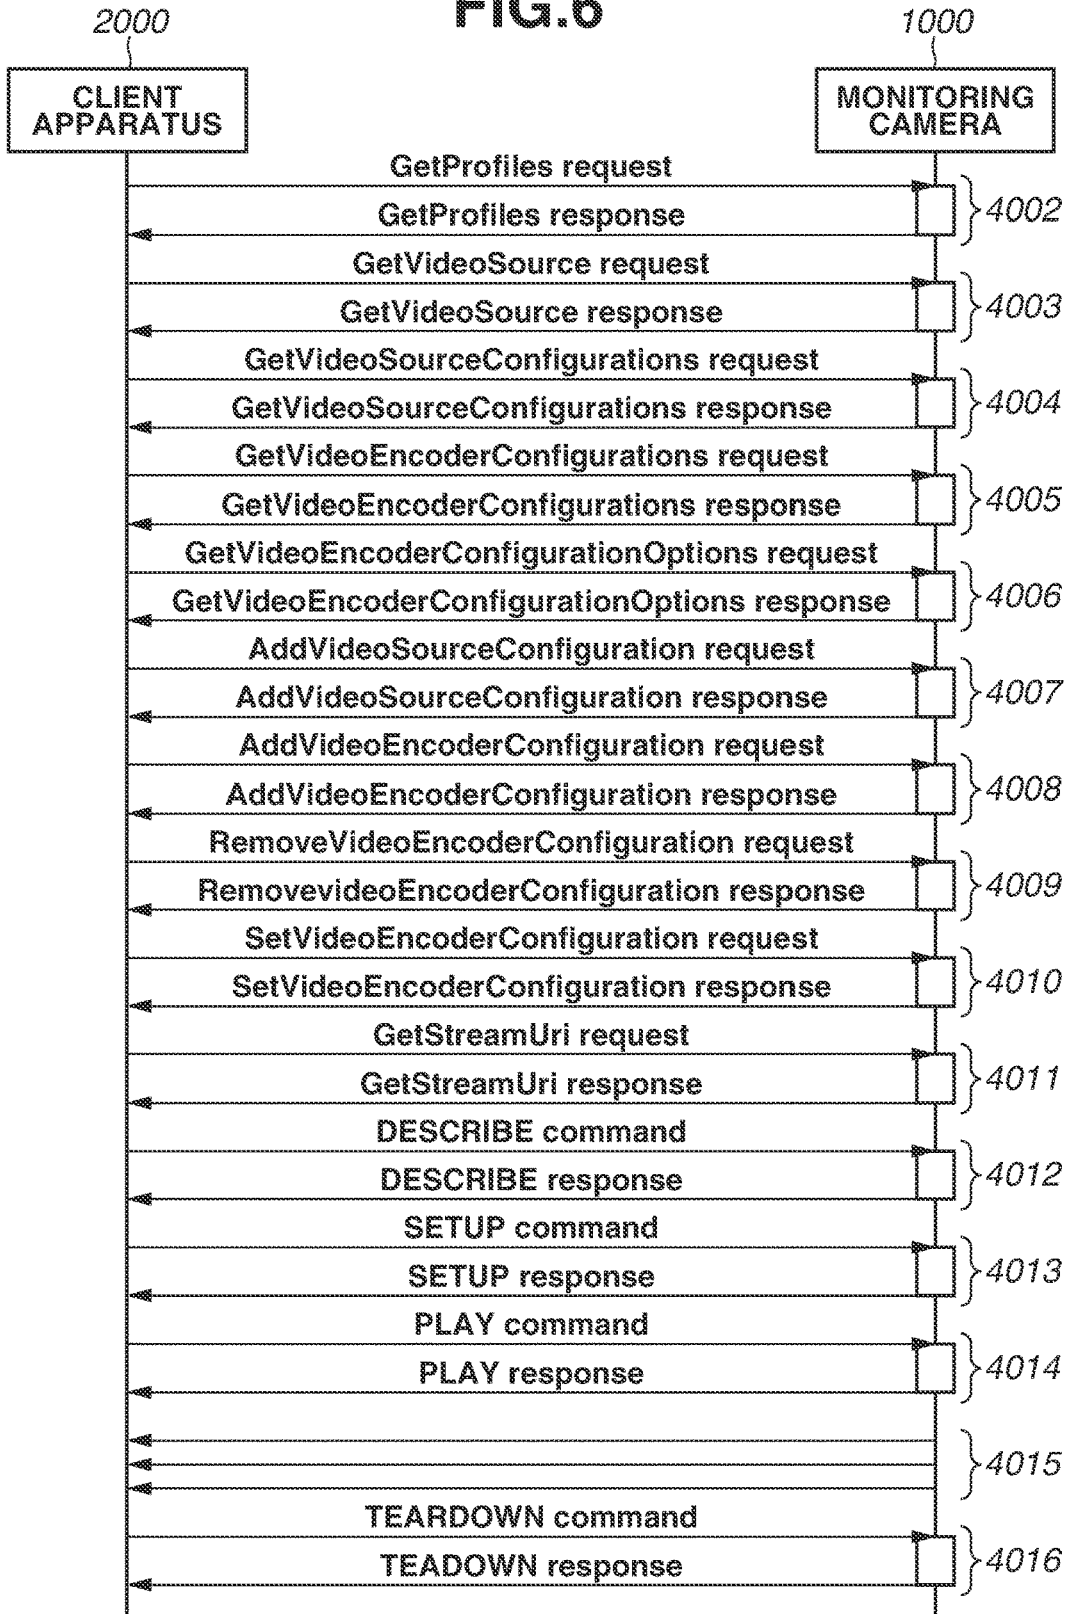 FIG.6
2000
1000
CLIENT
APPARATUS
MONITORING
CAMERA
GetProfiles request
GetProfiles response
4002
GetVideoSource request
GetVideoSource response
4003
GetVideoSourceConfigurations request
GetVideoSourceConfigurations response
4004
GetVideoEncoderConfigurations request
GetVideoEncoderConfigurations response
4005
GetVideoEncoderConfigurationOptions request
GetVideoEncoderConfigurationOptions response
4006
AddVideoSourceConfiguration request
AddVideoSourceConfiguration response
4007
AddVideoEncoderConfiguration request
AddVideoEncoderConfiguration response
4008
RemoveVideoEncoderConfiguration request
RemovevideoEncoderConfiguration response
4009
SetVideoEncoderConfiguration request
SetVideoEncoderConfiguration response
4010
GetStreamUri request
GetStreamUri response
4011
DESCRIBE command
DESCRIBE response
4012
SETUP command
SETUP response
4013
PLAY command
PLAY response
4014
4015
TEARDOWN command
TEADOWN response
4016